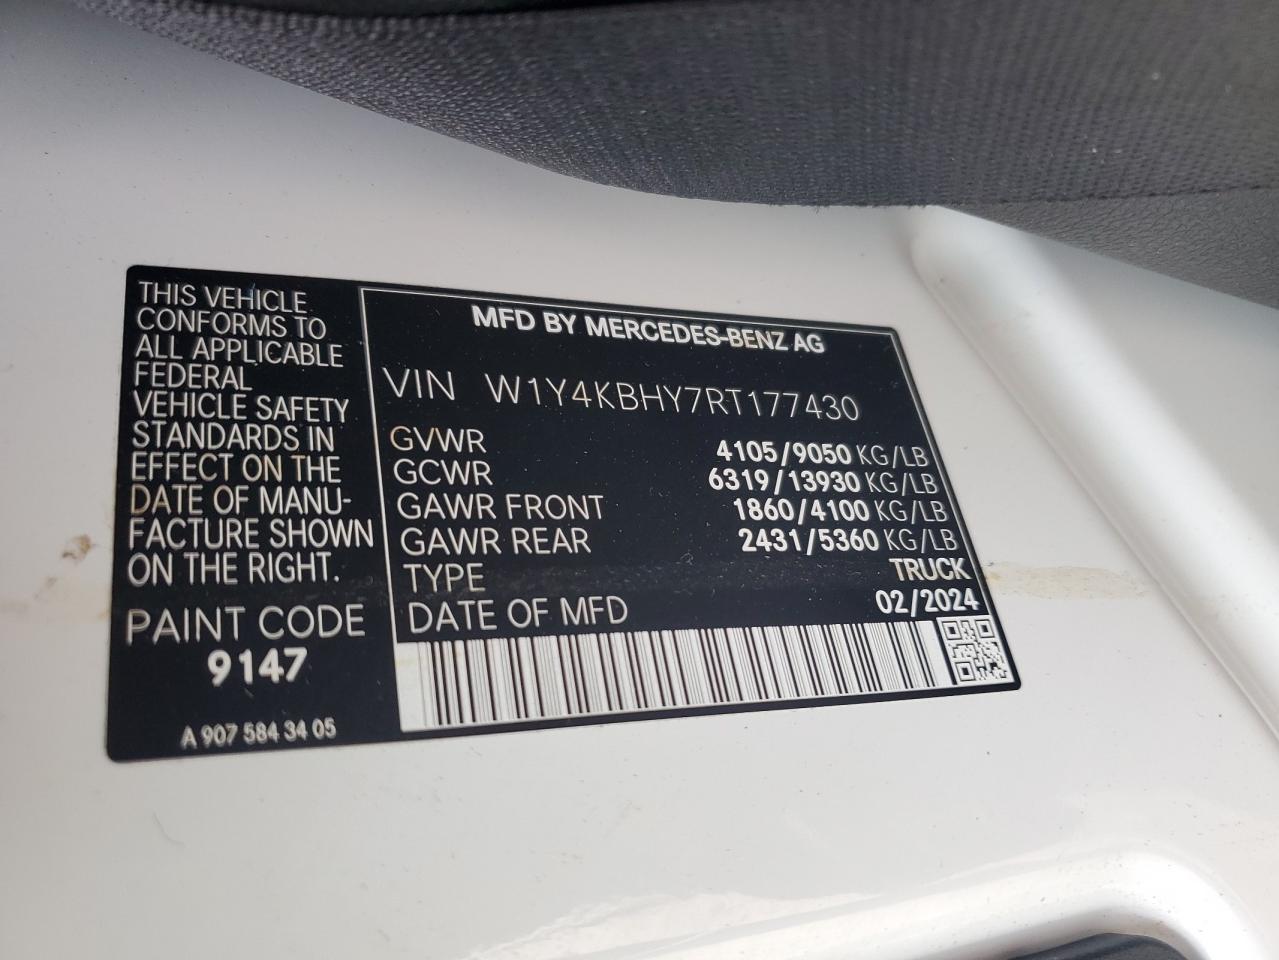 THIS VEHICLE
CONFORMS TO
ALL APPLICABLE
FEDERAL
VEHICLE SAFETY
STANDARDS IN
EFFECT ON THE
DATE OF MANU-
FACTURE SHOWN
ON THE RIGHT.
PAINT CODE
9147
A 907 584 34 05
MFD BY MERCEDES-BENZ AG
VIN W1Y4KBHY7RT177430
GVWR 4105/9050 KG/LB
GCWR 6319/13930 KG/LB
GAWR FRONT 1860/4100 KG/LB
GAWR REAR 2431/5360 KG/LB
TYPE TRUCK
DATE OF MFD 02/2024